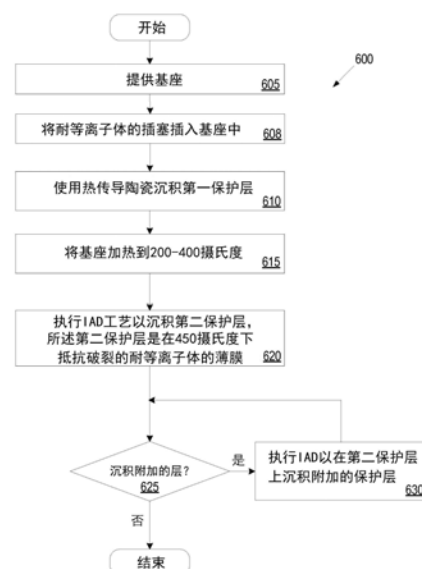 开始
600
提供基座
605
将耐等离子体的插塞插入基座中
608
使用热传导陶瓷沉积第一保护层
610
将基座加热到200-400摄氏度
615
执行IAD工艺以沉积第二保护层，
所述第二保护层是在450摄氏度下
抵抗破裂的耐等离子体的薄膜
620
沉积附加的层?
625
是
执行IAD以在第二保护层
上沉积附加的保护层
630
否
结束